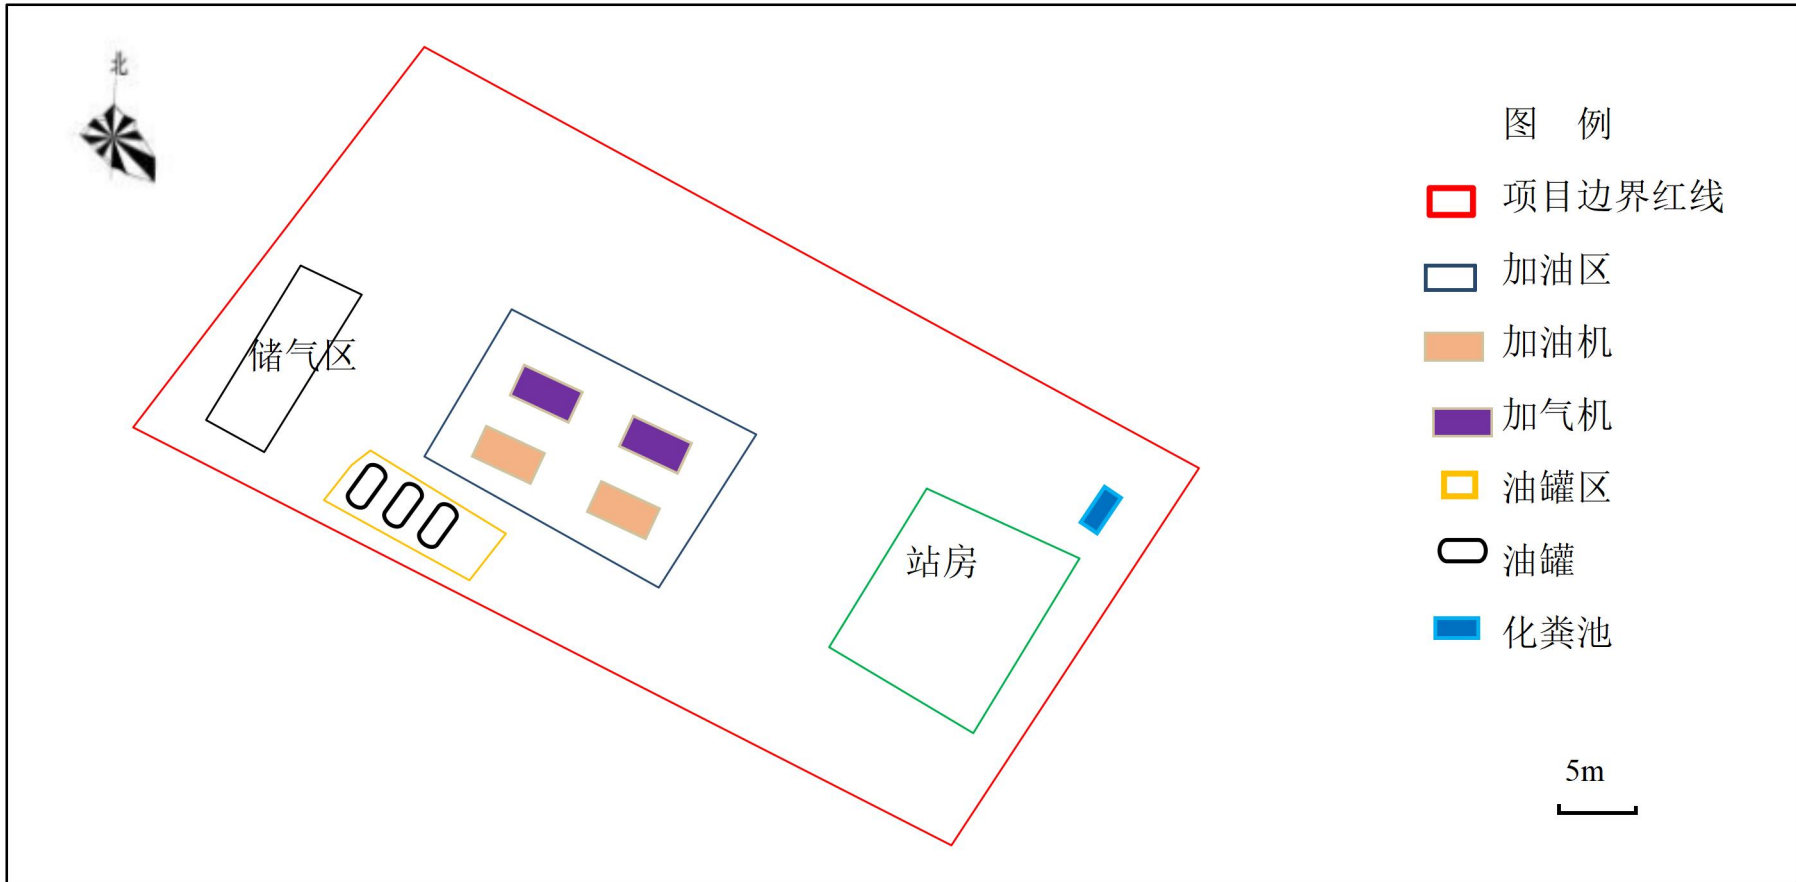 北
图 例
项目边界红线
加油区
加油机
加气机
油罐区
油罐
化粪池
储气区
站房
5m